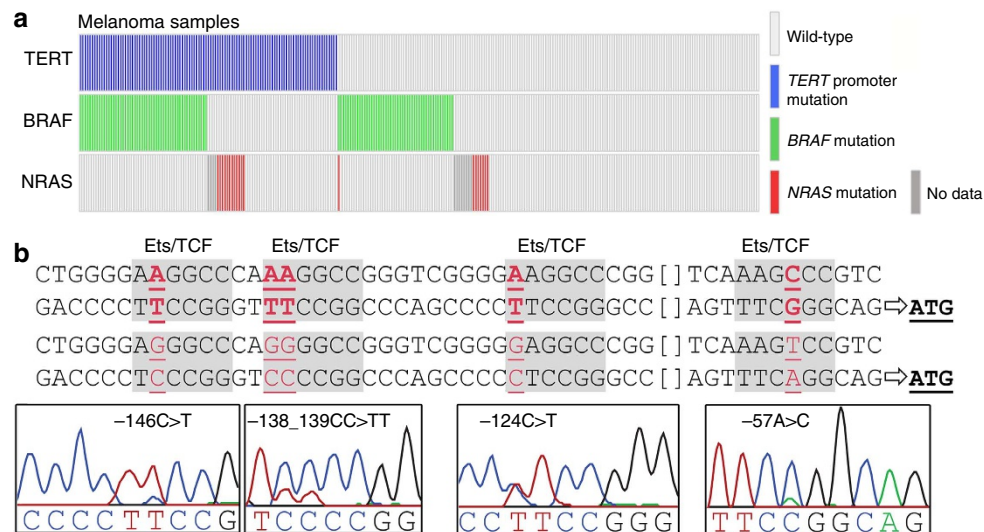 a
Melanoma samples
TERT
BRAF
NRAS
Wild-type
TERT promoter
mutation
BRAF mutation
NRAS mutation
No data
b
Ets/TCF Ets/TCF Ets/TCF Ets/TCF
CTGGGGAAGGCCCAAAGGCCGGGTCGGGGAAGGCCCGG[]TCAAAGCCCGTC
GACCCCTTCCGGGTTTCCGGCCCAGCCCCTTCCGGGCC[]AGTTTCGGGCAG⇨ATG
CTGGGGAGGGCCCAGGGGCCGGGTCGGGGGAGGCCCGG[]TCAAAGTCCGTC
GACCCCTCCCGGGTCCCCGGCCCAGCCCCCTCCGGGCC[]AGTTTCAGGCAG⇨ATG
–146C>T –138_139CC>TT –124C>T –57A>C
CCCCTTCCG TCCCCGG CCTTCCGGG TTCCGGCAG